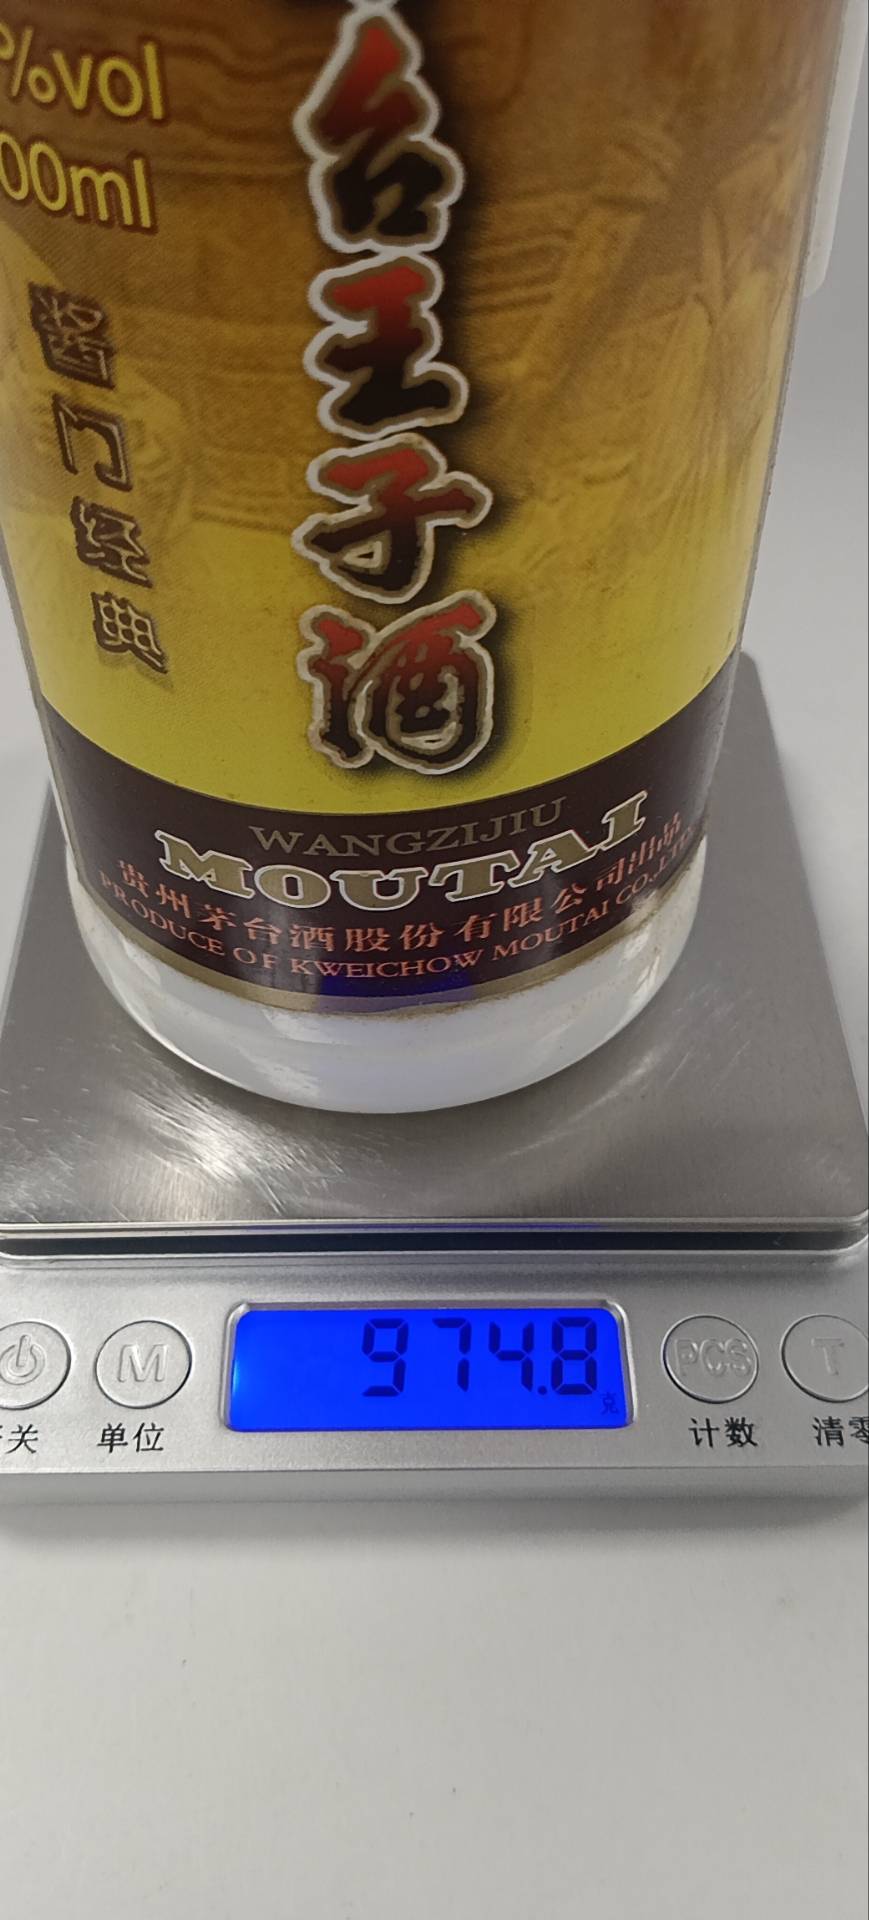 %vol
00ml
台王子酒
酱门经典
WANGZIJIU
MOUTAI
贵州茅台酒股份有限公司出品
PRODUCE OF KWEICHOW MOUTAI CO.,LTD.
974.8
克
M
PCS
T
关
单位
计数
清零